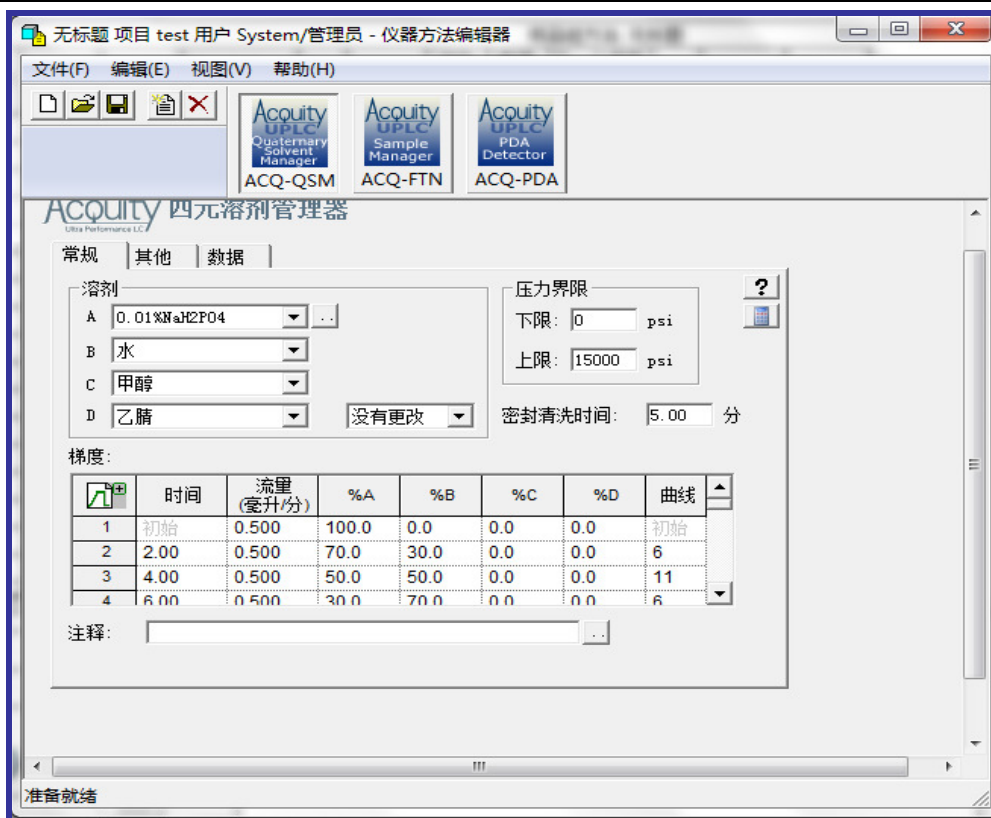 无标题 项目 test 用户 System/管理员 - 仪器方法编辑器
文件(F) 编辑(E) 视图(V) 帮助(H)
Acquity UPLC Quaternary Solvent Manager
ACQ-QSM
Acquity UPLC Sample Manager
ACQ-FTN
Acquity UPLC PDA Detector
ACQ-PDA
ACQUITY 四元溶剂管理器
Ultra Performance LC
常规 其他 数据
溶剂
A 0.01%NaH2PO4 ..
B 水
C 甲醇
D 乙腈 没有更改
压力界限
下限: 0 psi
上限: 15000 psi
?
密封清洗时间: 5.00 分
梯度:
时间 流量(毫升/分) %A %B %C %D 曲线
1 初始 0.500 100.0 0.0 0.0 0.0 初始
2 2.00 0.500 70.0 30.0 0.0 0.0 6
3 4.00 0.500 50.0 50.0 0.0 0.0 11
4 6.00 0.500 30.0 70.0 0.0 0.0 6
注释: ..
准备就绪